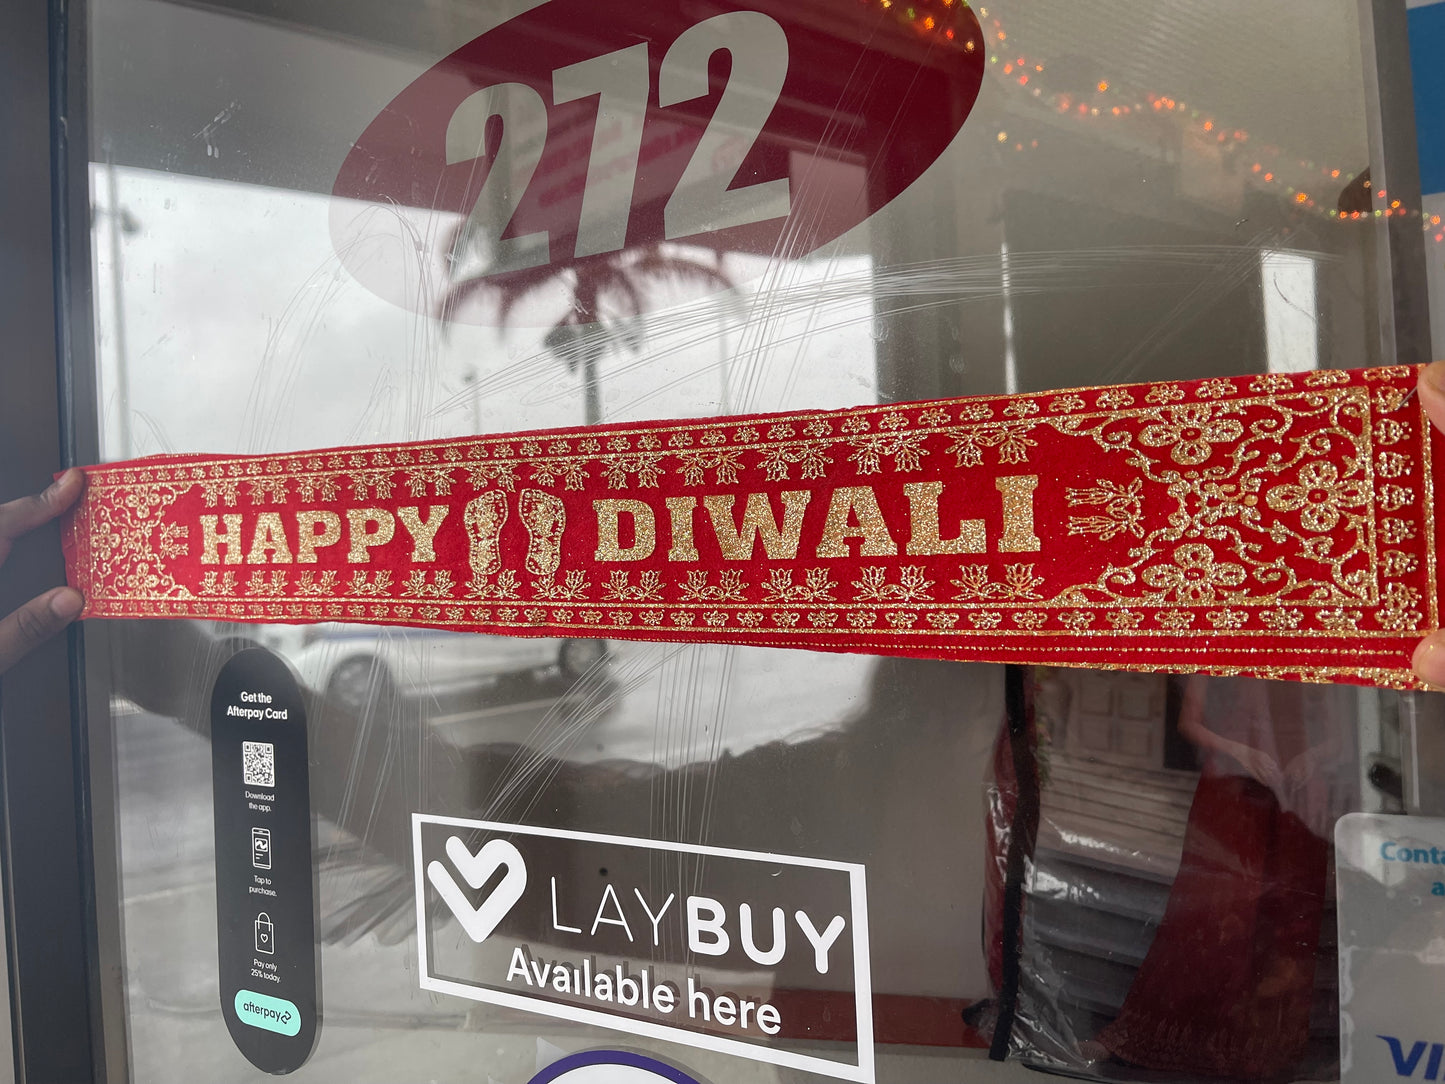 272
HAPPY DIWALI
Get the
Afterpay Card
Download
the app.
Tap to
purchase.
Pay only
25% today.
afterpay
LAYBUY
Available here